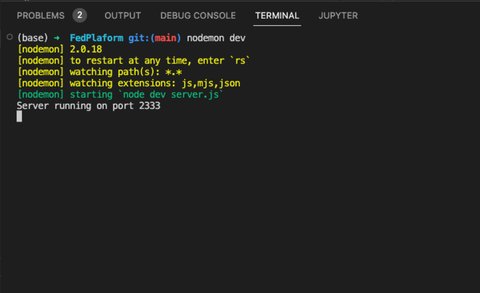 PROBLEMS 2 OUTPUT DEBUG CONSOLE TERMINAL JUPYTER
(base) ➜ FedPlaform git:(main) nodemon dev
[nodemon] 2.0.18
[nodemon] to restart at any time, enter `rs`
[nodemon] watching path(s): *.*
[nodemon] watching extensions: js,mjs,json
[nodemon] starting `node dev server.js`
Server running on port 2333